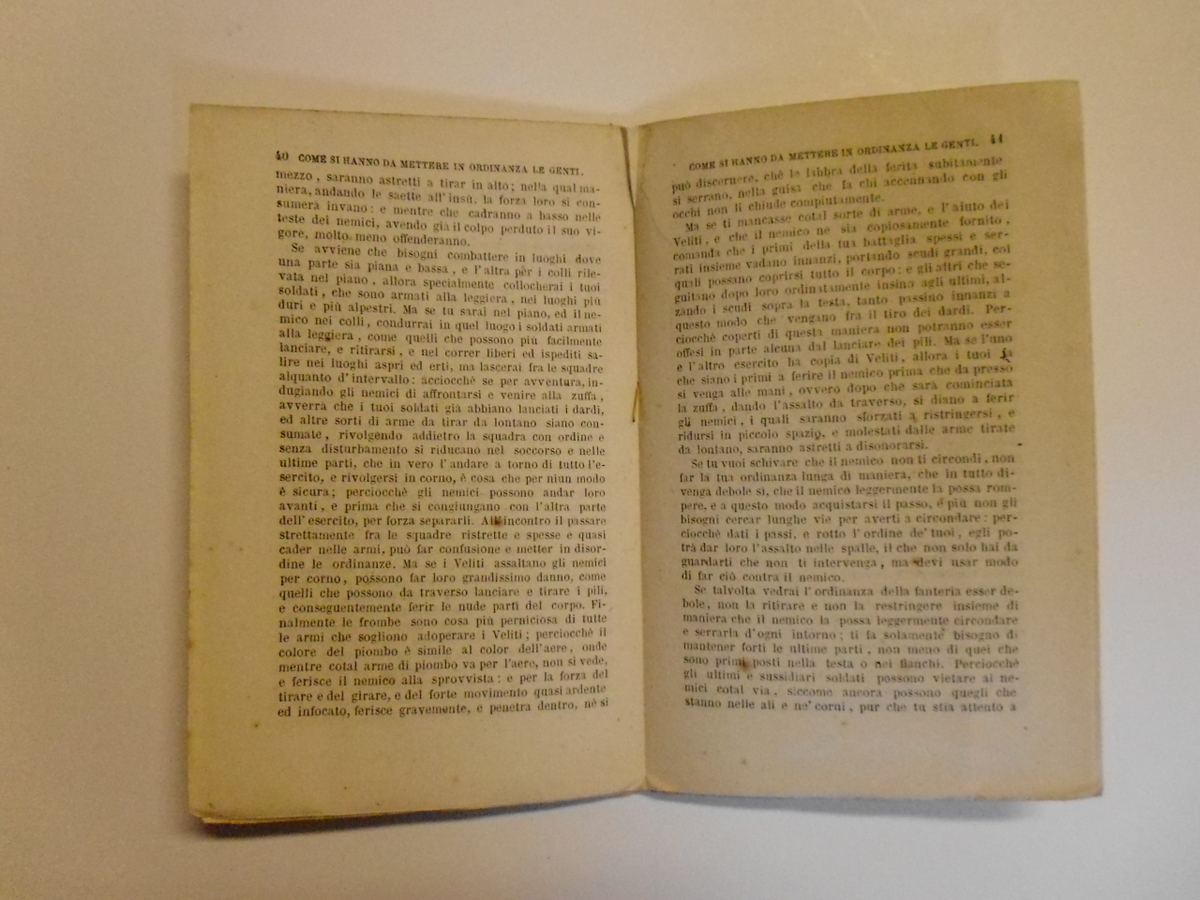 40 COME SI HANNO DA METTERE IN ORDINANZA LE GENTI.
mezzo, saranno astretti a tirar in alto; nella qual ma-
niera, andando le saette all'insù, la forza loro si con-
sumerà invano: e mentre che cadranno a basso nelle
teste dei nemici, avendo già il colpo perduto il suo vi-
gore, molto meno offenderanno.
Se avviene che bisogni combattere in luoghi dove
una parte sia piana e bassa, e l'altra per i colli rile-
vata nel piano, allora specialmente collocherai i tuoi
soldati, che sono armati alla leggiera, nei luoghi più
duri e più alpestri. Ma se tu sarai nel piano, ed il ne-
mico nei colli, condurrai in quel luogo i soldati armati
alla leggiera, come quelli che possono più facilmente
lanciare, e ritirarsi, e nel correr liberi ed ispediti sa-
lire nei luoghi aspri ed erti, ma lascerai fra le squadre
alquanto d'intervallo: acciocchè se per avventura, in-
dugiando gli nemici di affrontarsi e venire alla zuffa,
avverrà che i tuoi soldati già abbiano lanciati i dardi,
ed altre sorti di arme da tirar da lontano siano con-
sumate, rivolgendo addietro la squadra con ordine e
senza disturbamento si riducano nel soccorso e nelle
ultime parti, che in vero l'andare a torno di tutto l'e-
sercito, e rivolgersi in corno, è cosa che per niun modo
è sicura; perciocchè gli nemici possono andar loro
avanti, e prima che si congiungano con l'altra parte
dell'esercito, per forza separarli. All'incontro il passare
strettamente fra le squadre ristrette e spesse e quasi
cader nelle armi, può far confusione e metter in disor-
dine le ordinanze. Ma se i Veliti assaltano gli nemici
per corno, possono far loro grandissimo danno, come
quelli che possono da traverso lanciare e tirare i pili,
e conseguentemente ferir le nude parti del corpo. Fi-
nalmente le frombe sono cosa più perniciosa di tutte
le armi che sogliono adoperare i Veliti; perciocchè il
colore del piombo è simile al color dell'aere, onde
mentre cotal arme di piombo va per l'aere, non si vede,
e ferisce il nemico alla sprovvista: e per la forza del
tirare e del girare, e del forte movimento quasi ardente
ed infocato, ferisce gravemente, e penetra dentro, nè si
COME SI HANNO DA METTERE IN ORDINANZA LE GENTI. 41
può discernere, chè le labbra della ferita subitamente
si serrano, nella guisa che fa chi accennando con gli
occhi non li chiude compiutamente.
Ma se ti mancasse cotal sorte di arme, e l'aiuto dei
Veliti, e che il nemico ne sia copiosamente fornito,
comanda che i primi della tua battaglia spessi e ser-
rati insieme vadano innanzi, portando scudi grandi, coi
quali possano coprirsi tutto il corpo: e gli altri che se-
guitano dopo loro ordinatamente insino agli ultimi, al-
zando i scudi sopra la testa, tanto passino innanzi a
questo modo che vengano fra il tiro dei dardi. Per-
ciocchè coperti di questa maniera non potranno esser
offesi in parte alcuna dal lanciare dei pili. Ma se l'uno
e l'altro esercito ha copia di Veliti, allora i tuoi fa
che siano i primi a ferire il nemico prima che da presso
si venga alle mani, ovvero dopo che sarà cominciata
la zuffa, dando l'assalto da traverso, si diano a ferir
gli nemici, i quali saranno sforzati a ristringersi, e
ridursi in piccolo spazio, e molestati dalle arme tirate
da lontano, saranno astretti a disonorarsi.
Se tu vuoi schivare che il nemico non ti circondi, non
far la tua ordinanza lunga di maniera, che in tutto di-
venga debole sì, che il nemico leggermente la possa rom-
pere, e a questo modo acquistarsi il passo, è più non gli
bisogni cercar lunghe vie per averti a circondare: per-
ciocchè dati i passi, e rotto l'ordine de' tuoi, egli po-
trà dar loro l'assalto nelle spalle, il che non solo hai da
guardarti che non ti intervenga, ma devi usar modo
di far ciò contra il nemico.
Se talvolta vedrai l'ordinanza della fanteria esser de-
bole, non la ritirare e non la restringere insieme di
maniera che il nemico la possa leggermente circondare
e serrarla d'ogni intorno; ti fa solamente bisogno di
mantener forti le ultime parti, non meno di quei che
sono primi posti nella testa o nei fianchi. Perciocchè
gli ultimi e sussidiari soldati possono vietare ai ne-
mici cotal via, siccome ancora possono quegli che
stanno nelle ali e ne' corni, pur che tu stia attento a